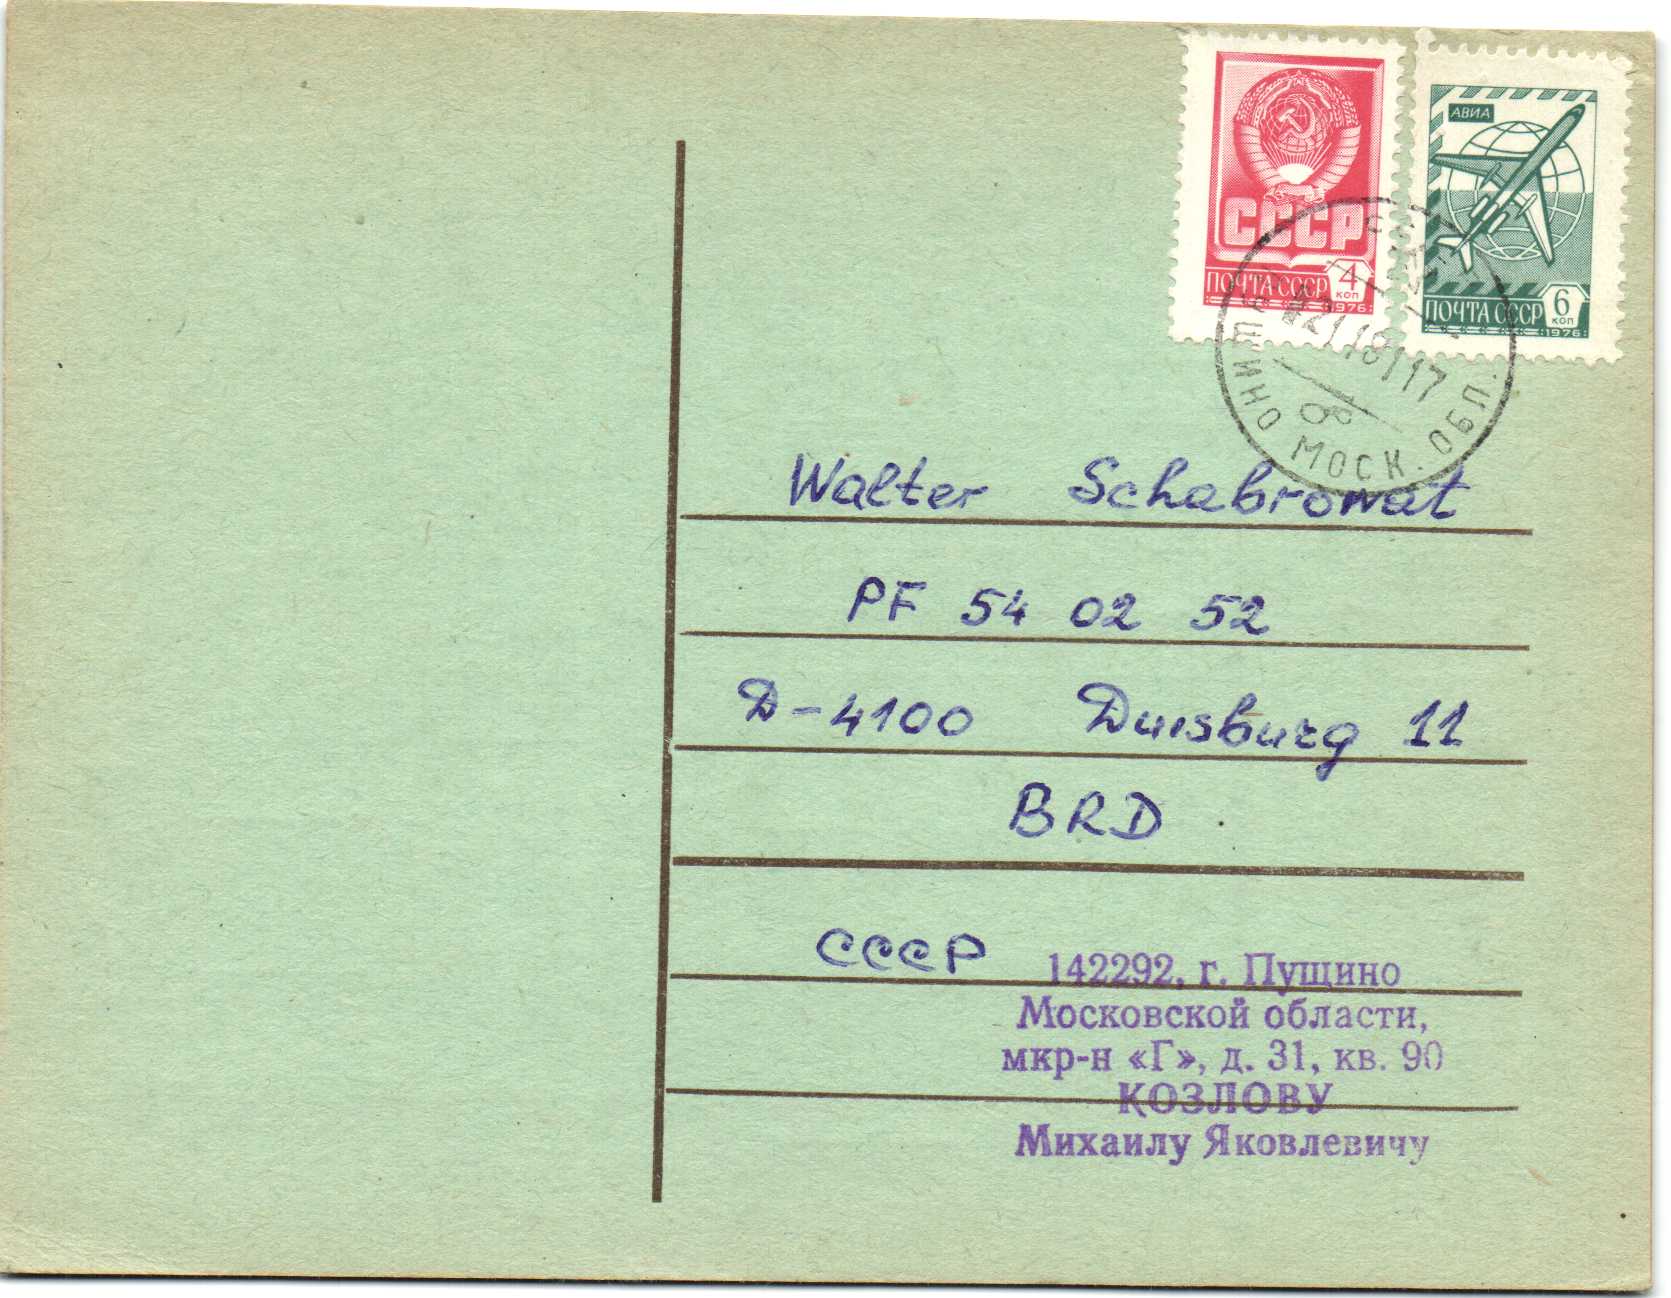 СССР
ПОЧТА СССР
4
КОП
1976
АВИА
ПОЧТА СССР
6
КОП
1976
МОСК. ОБЛ.
Walter Schabrowat
PF 54 02 52
D-4100 Duisburg 11
BRD
СССР
142292, г. Пущино
Московской области,
мкр-н «Г», д. 31, кв. 90
КОЗЛОВУ
Михаилу Яковлевичу